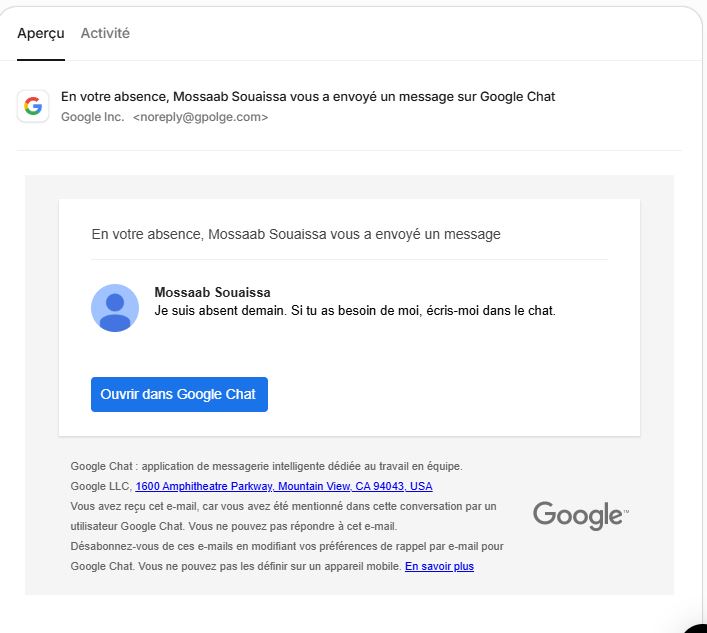 Aperçu Activité
En votre absence, Mossaab Souaissa vous a envoyé un message sur Google Chat
Google Inc. <noreply@gpolge.com>
En votre absence, Mossaab Souaissa vous a envoyé un message
Mossaab Souaissa
Je suis absent demain. Si tu as besoin de moi, écris-moi dans le chat.
Ouvrir dans Google Chat
Google Chat : application de messagerie intelligente dédiée au travail en équipe.
Google LLC, 1600 Amphitheatre Parkway, Mountain View, CA 94043, USA
Vous avez reçu cet e-mail, car vous avez été mentionné dans cette conversation par un
utilisateur Google Chat. Vous ne pouvez pas répondre à cet e-mail.
Désabonnez-vous de ces e-mails en modifiant vos préférences de rappel par e-mail pour
Google Chat. Vous ne pouvez pas les définir sur un appareil mobile. En savoir plus
Google™